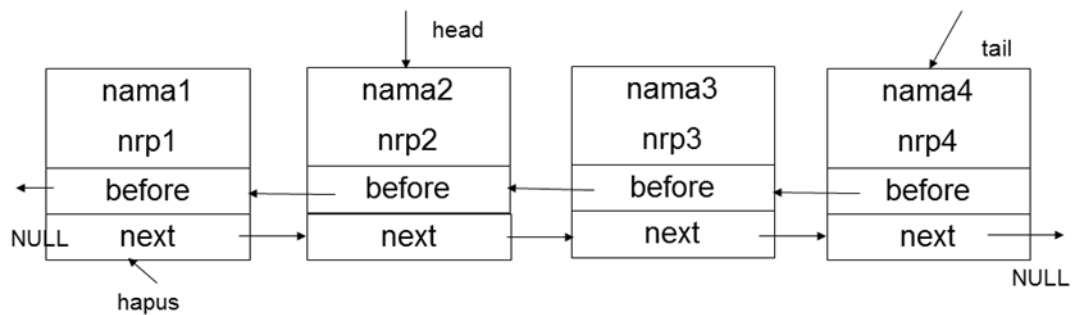 head
tail
nama1
nrp1
before
next
nama2
nrp2
before
next
nama3
nrp3
before
next
nama4
nrp4
before
next
NULL
hapus
NULL